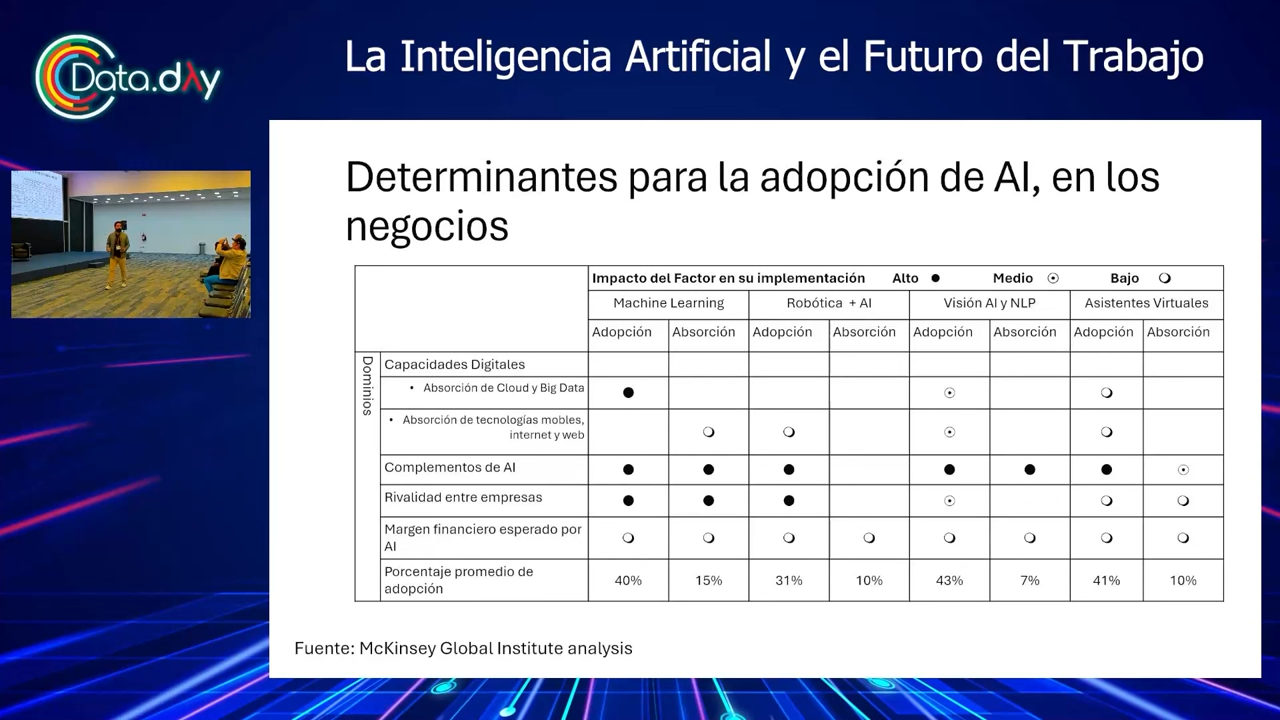 La Inteligencia Artificial y el Futuro del Trabajo
Data.day
Determinantes para la adopción de AI, en los
negocios
Impacto del Factor en su implementación Alto ● Medio ☉ Bajo ❍
Machine Learning Robótica + AI Visión AI y NLP Asistentes Virtuales
Adopción Absorción Adopción Absorción Adopción Absorción Adopción Absorción
Dominios
Capacidades Digitales
• Absorción de Cloud y Big Data ● ☉ ❍
• Absorción de tecnologías mobles,
internet y web ❍ ❍ ☉ ❍
Complementos de AI ● ● ● ● ● ● ☉
Rivalidad entre empresas ● ● ● ☉ ❍ ❍
Margen financiero esperado por
AI ❍ ❍ ❍ ❍ ❍ ❍ ❍ ❍
Porcentaje promedio de
adopción 40% 15% 31% 10% 43% 7% 41% 10%
Fuente: McKinsey Global Institute analysis